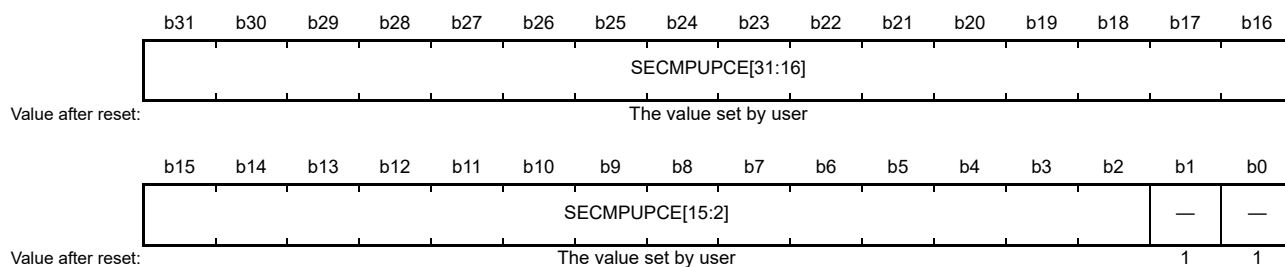 b31 b30 b29 b28 b27 b26 b25 b24 b23 b22 b21 b20 b19 b18 b17 b16
SECMPUPCE[31:16]
Value after reset: The value set by user
b15 b14 b13 b12 b11 b10 b9 b8 b7 b6 b5 b4 b3 b2 b1 b0
SECMPUPCE[15:2] — —
Value after reset: The value set by user 1 1